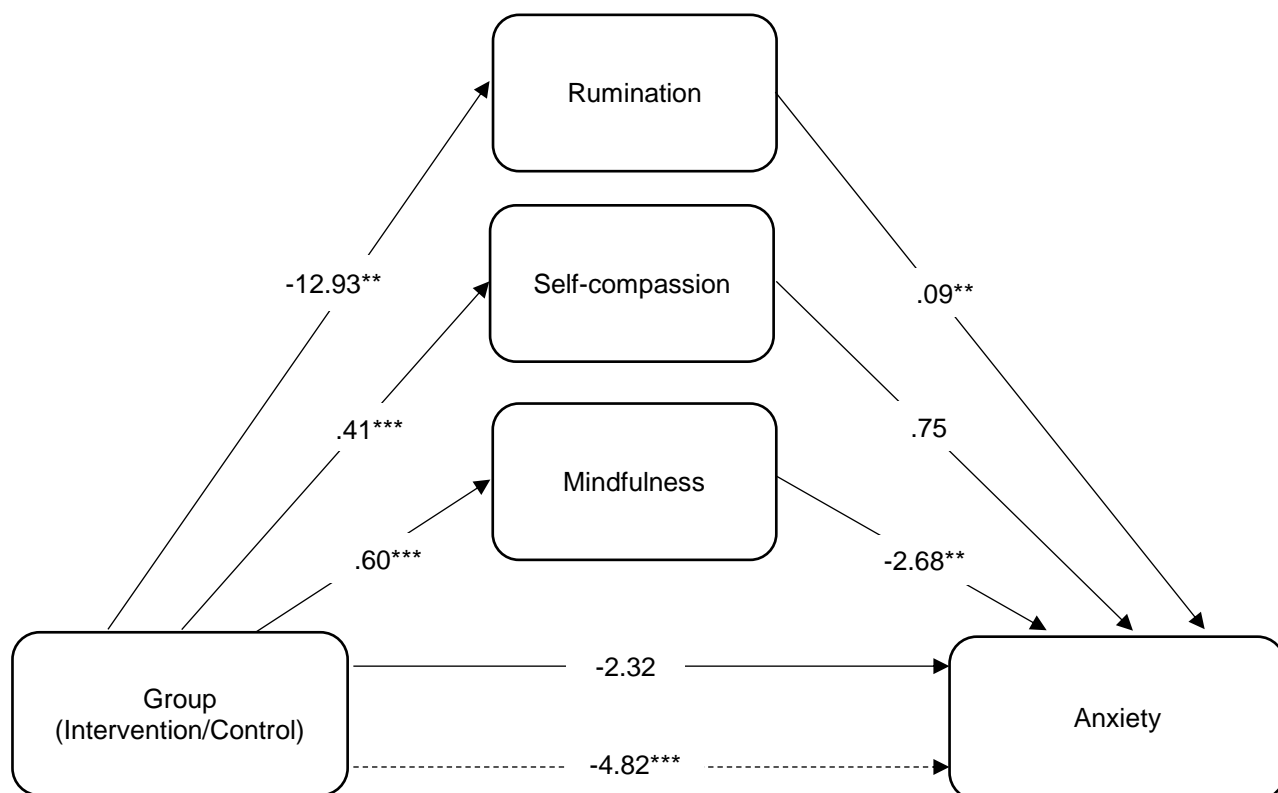 Rumination
-12.93**
.09**
Self-compassion
.41***
.75
Mindfulness
.60***
-2.68**
Group
(Intervention/Control)
-2.32
-4.82***
Anxiety